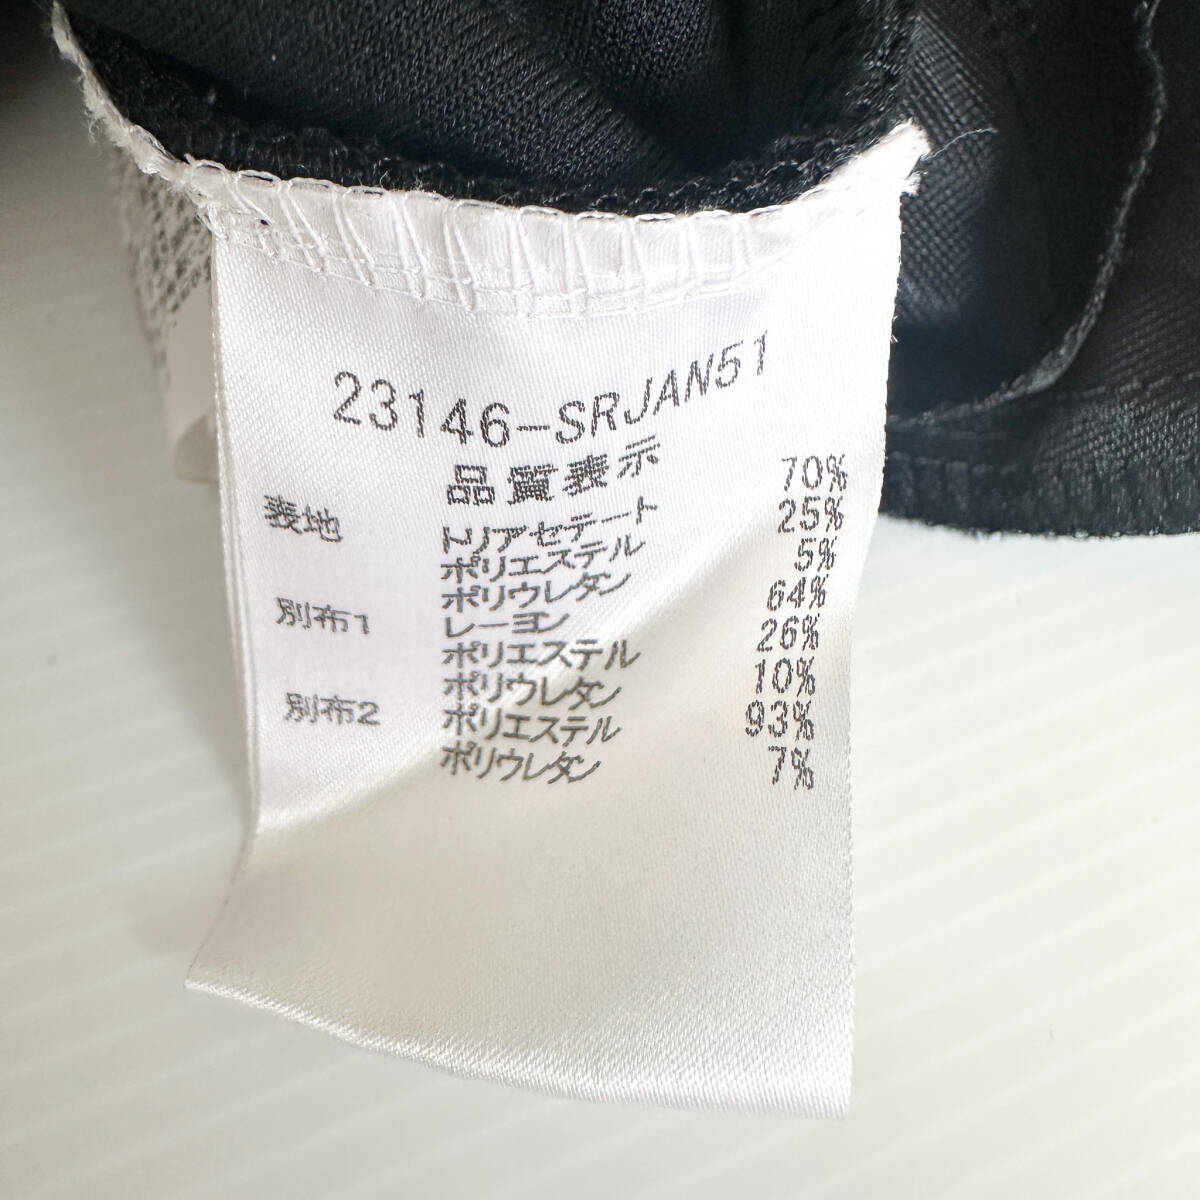 23146-SRJAN51
品質表示
表地 トリアセテート 70%
ポリエステル 25%
ポリウレタン 5%
別布1 レーヨン 64%
ポリエステル 26%
ポリウレタン 10%
別布2 ポリエステル 93%
ポリウレタン 7%